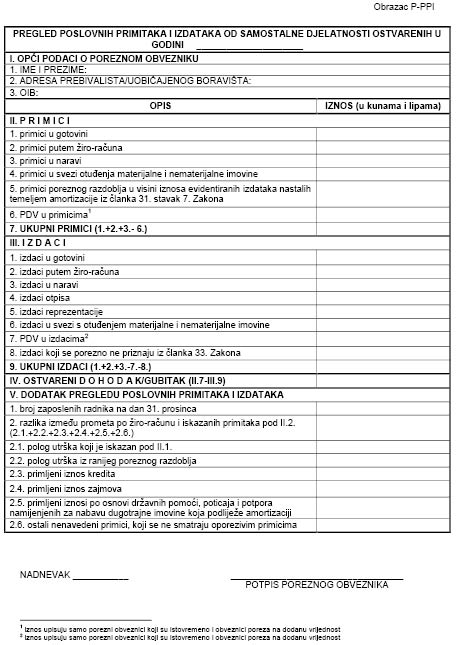 Obrazac P-PPI
PREGLED POSLOVNIH PRIMITAKA I IZDATAKA OD SAMOSTALNE DJELATNOSTI OSTVARENIH U
GODINI ____________________
I. OPĆI PODACI O POREZNOM OBVEZNIKU
1. IME I PREZIME:
2. ADRESA PREBIVALISTA/UOBIČAJENOG BORAVIŠTA:
3. OIB:
OPIS IZNOS (u kunama i lipama)
II. P R I M I C I
1. primici u gotovini
2. primici putem žiro-računa
3. primici u naravi
4. primici u svezi otuđenja materijalne i nematerijalne imovine
5. primici poreznog razdoblja u visini iznosa evidentiranih izdataka nastalih
temeljem amortizacije iz članka 31. stavak 7. Zakona
6. PDV u primicima¹
7. UKUPNI PRIMICI (1.+2.+3.- 6.)
III. I Z D A C I
1. izdaci u gotovini
2. izdaci putem žiro-računa
3. izdaci u naravi
4. izdaci otpisa
5. izdaci reprezentacije
6. izdaci u svezi s otuđenjem materijalne i nematerijalne imovine
7. PDV u izdacima²
8. izdaci koji se porezno ne priznaju iz članka 33. Zakona
9. UKUPNI IZDACI (1.+2.+3.-7.-8.)
IV. OSTVARENI D O H O D A K/GUBITAK (II.7-III.9)
V. DODATAK PREGLEDU POSLOVNIH PRIMITAKA I IZDATAKA
1. broj zaposlenih radnika na dan 31. prosinca
2. razlika između prometa po žiro-računu i iskazanih primitaka pod II.2.
(2.1.+2.2.+2.3.+2.4.+2.5.+2.6.)
2.1. polog utrška koji je iskazan pod II.1.
2.2. polog utrška iz ranijeg poreznog razdoblja
2.3. primljeni iznos kredita
2.4. primljeni iznos zajmova
2.5. primljeni iznosi po osnovi državnih pomoći, poticaja i potpora
namijenjenih za nabavu dugotrajne imovine koja podliježe amortizaciji
2.6. ostali nenavedeni primici, koji se ne smatraju oporezivim primicima
NADNEVAK ___________ ________________________________
POTPIS POREZNOG OBVEZNIKA
¹ Iznos upisuju samo porezni obveznici koji su istovremeno i obveznici poreza na dodanu vrijednost
² Iznos upisuju samo porezni obveznici koji su istovremeno i obveznici poreza na dodanu vrijednost